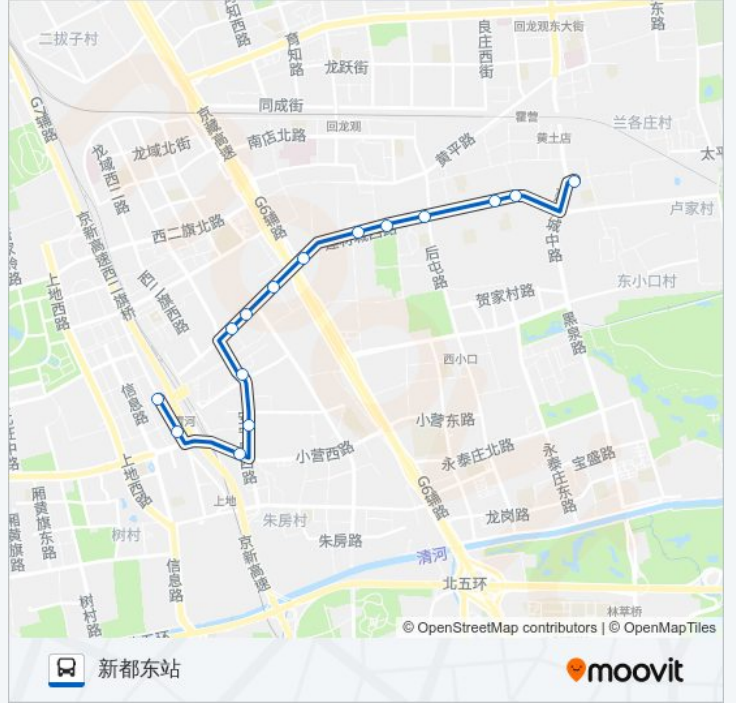 二拔子村
育知西路
育知路
良庄西街
回龙观东大街
东路
龙跃街
G7辅路
同成街
京藏高速
霍营
兰各庄村
回龙观
南店北路
黄平路
黄土店
龙域北街
龙域西二路
G6辅路
卢家村
西二旗北路
京新高速
西二旗桥
城中路
后屯路
东小口村
上地西路
西二旗西路
贺家村路
黑泉路
西小口
信息路
清河
小营东路
小营西路
永泰庄北路
宝盛路
永泰庄东路
上地西路
G6辅路
厢黄旗东路
厢黄旗路
上地
龙岗路
树村
朱房村
朱房路
京新高速
清河
信息路
北五环
树村路
林萃桥
北五环
© OpenStreetMap contributors | © OpenMapTiles
新都东站
moovit